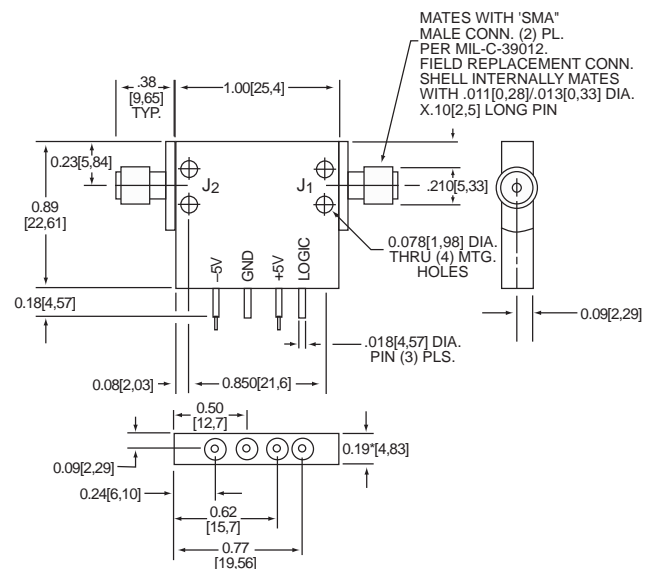 MATES WITH 'SMA"
MALE CONN. (2) PL.
PER MIL-C-39012.
FIELD REPLACEMENT CONN.
SHELL INTERNALLY MATES
WITH .011[0,28]/.013[0,33] DIA.
X.10[2,5] LONG PIN
.38
[9,65]
TYP.
1.00[25,4]
0.23[5,84]
J2
J1
.210[5,33]
0.89
[22,61]
0.078[1,98] DIA.
THRU (4) MTG.
HOLES
–5V
GND
+5V
LOGIC
0.18[4,57]
0.09[2,29]
.018[4,57] DIA.
PIN (3) PLS.
0.08[2,03]
0.850[21,6]
0.50
[12,7]
0.19*[4,83]
0.09[2,29]
0.24[6,10]
0.62
[15,7]
0.77
[19,56]